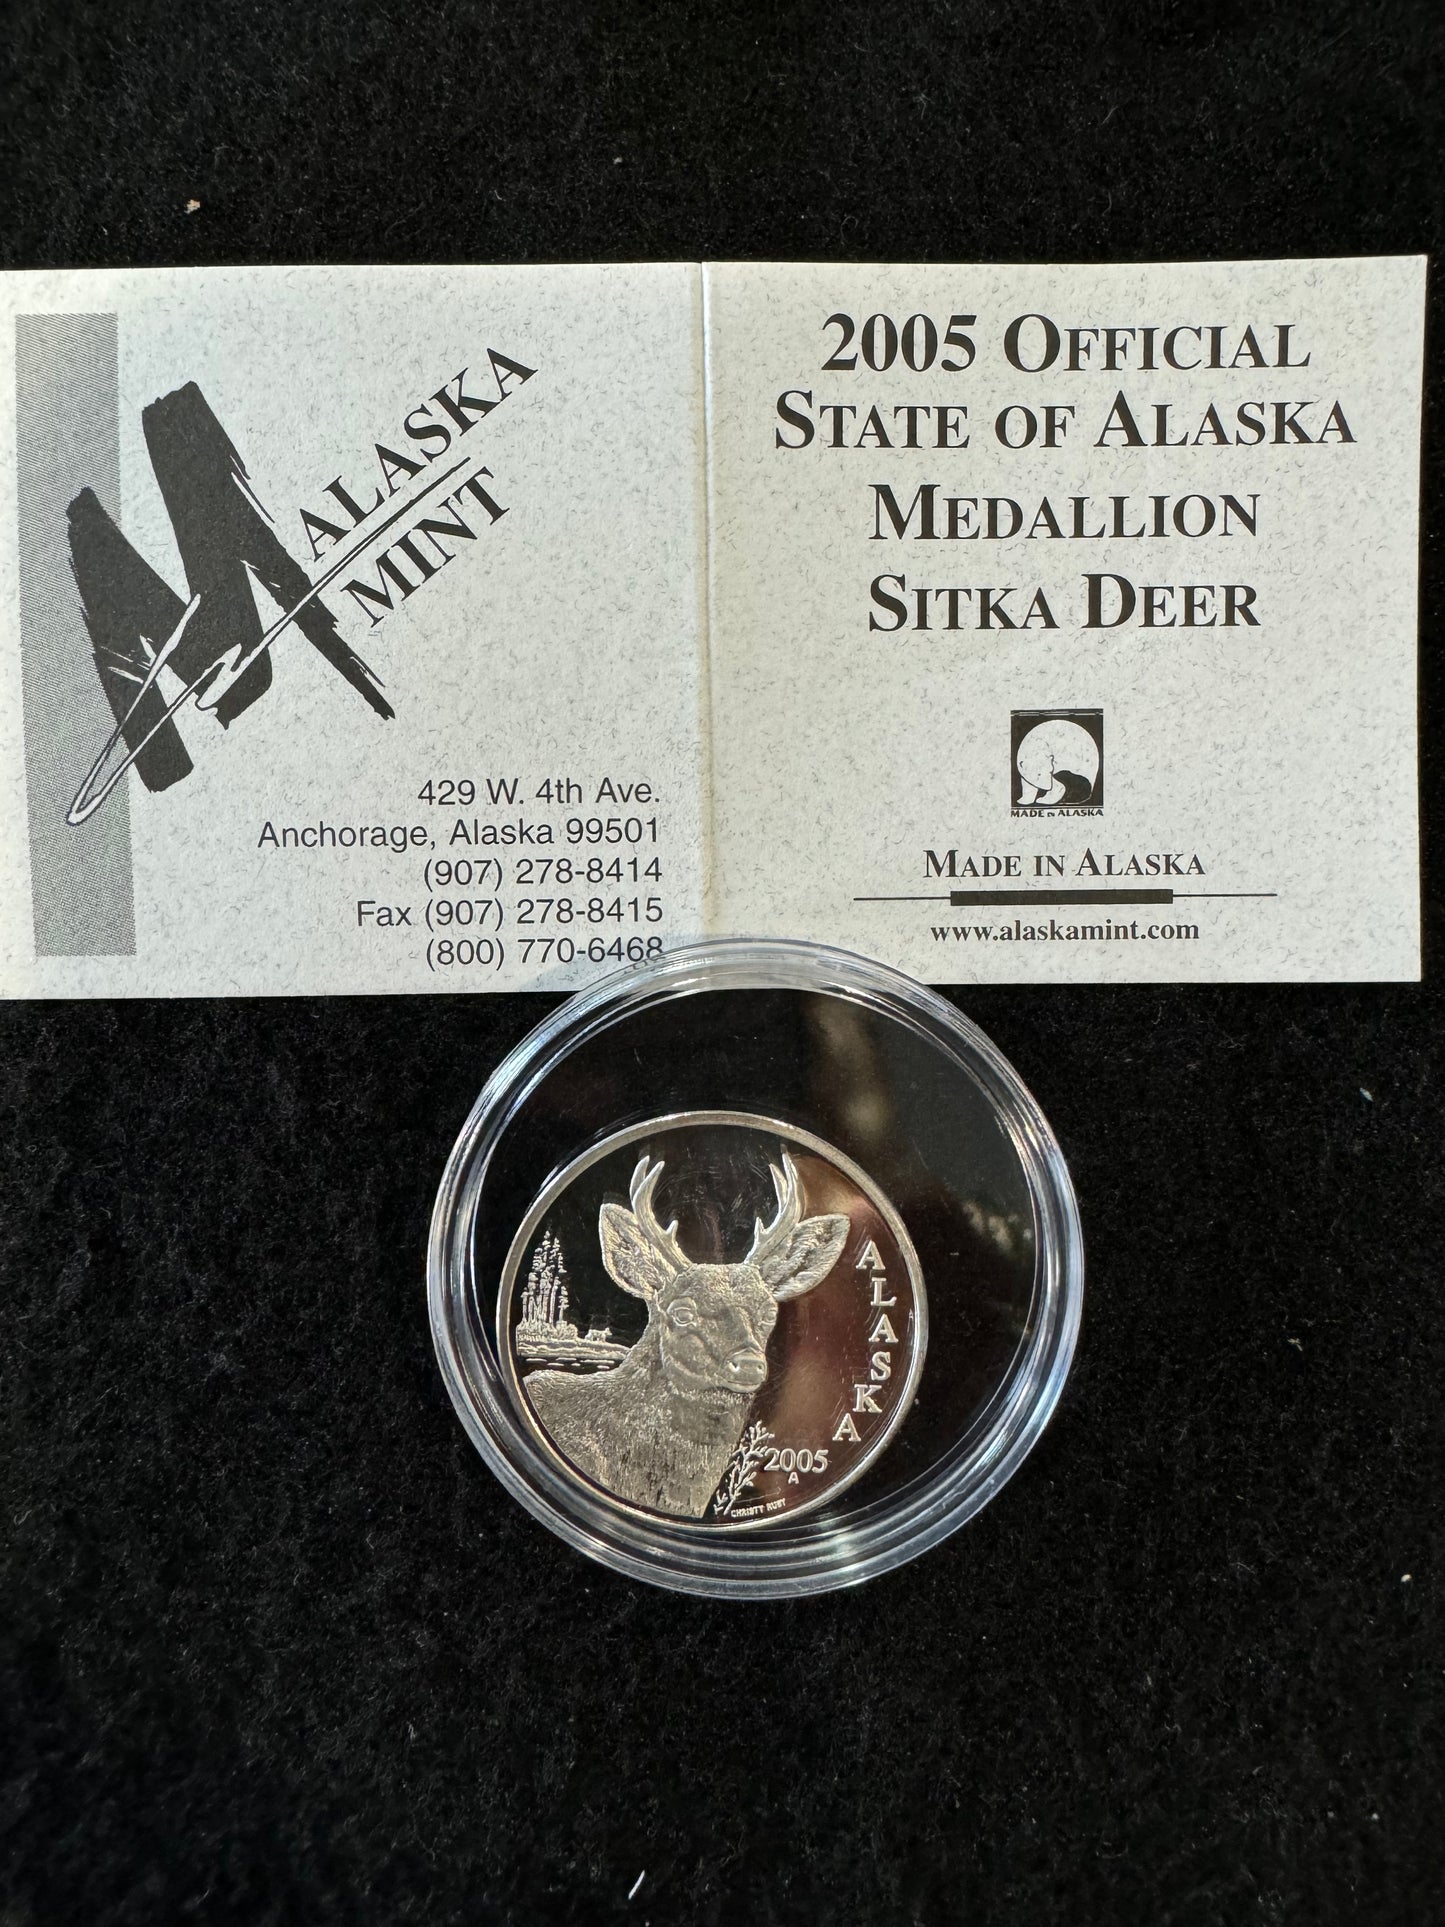 ALASKA
MINT
429 W. 4th Ave.
Anchorage, Alaska 99501
(907) 278-8414
Fax (907) 278-8415
(800) 770-6468
2005 OFFICIAL
STATE OF ALASKA
MEDALLION
SITKA DEER
MADE IN ALASKA
MADE IN ALASKA
www.alaskamint.com
ALASKA
2005
A
CHRISTY RUBY